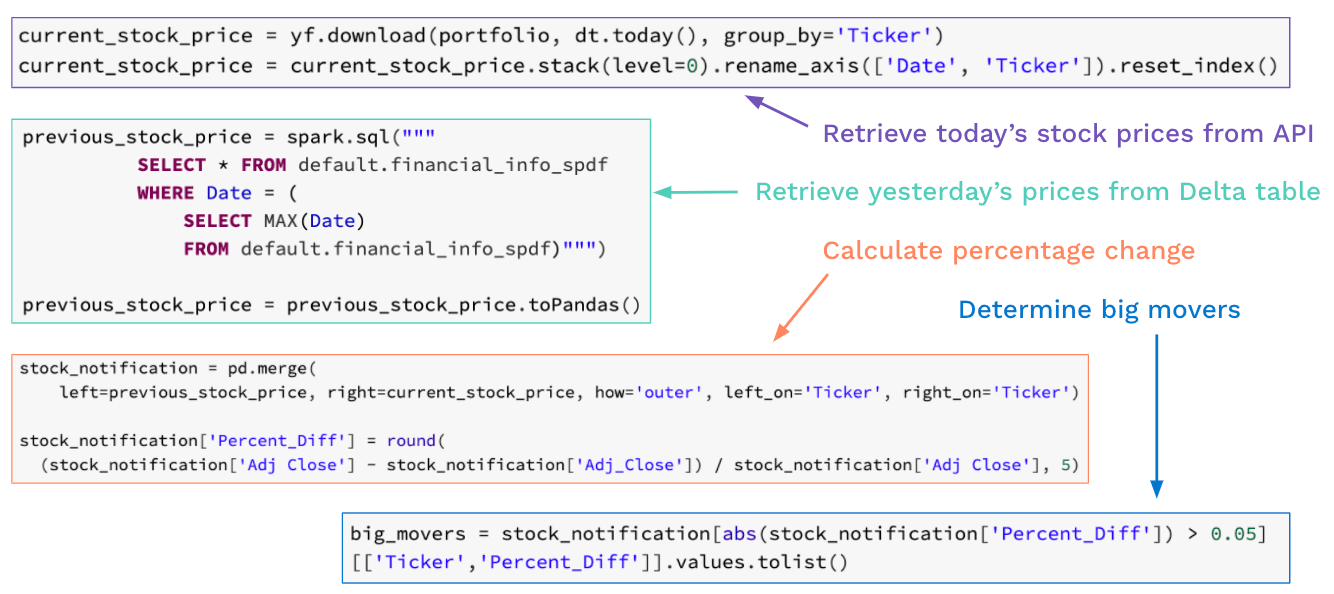 current_stock_price = yf.download(portfolio, dt.today(), group_by='Ticker')
current_stock_price = current_stock_price.stack(level=0).rename_axis(['Date', 'Ticker']).reset_index()
Retrieve today's stock prices from API
previous_stock_price = spark.sql("""
SELECT * FROM default.financial_info_spdf
WHERE Date = (
SELECT MAX(Date)
FROM default.financial_info_spdf)""")
previous_stock_price = previous_stock_price.toPandas()
Retrieve yesterday's prices from Delta table
Calculate percentage change
Determine big movers
stock_notification = pd.merge(
left=previous_stock_price, right=current_stock_price, how='outer', left_on='Ticker', right_on='Ticker')
stock_notification['Percent_Diff'] = round(
(stock_notification['Adj Close'] - stock_notification['Adj_Close']) / stock_notification['Adj Close'], 5)
big_movers = stock_notification[abs(stock_notification['Percent_Diff']) > 0.05]
[['Ticker','Percent_Diff']].values.tolist()